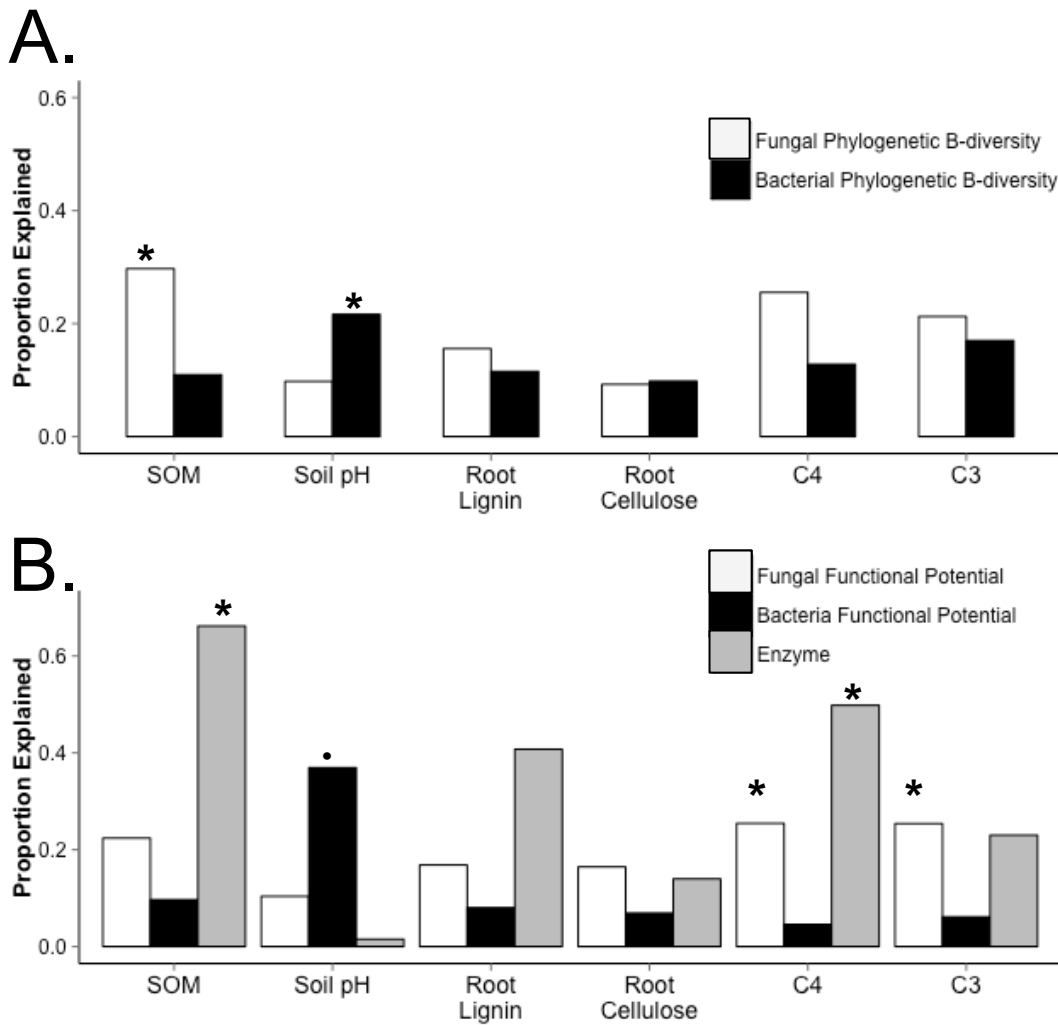 A.
0.6
0.4
0.2
0.0
Proportion Explained
Fungal Phylogenetic B-diversity
Bacterial Phylogenetic B-diversity
*
*
SOM
Soil pH
Root
Lignin
Root
Cellulose
C4
C3
B.
0.6
0.4
0.2
0.0
Proportion Explained
Fungal Functional Potential
Bacteria Functional Potential
Enzyme
*
•
*
*
*
SOM
Soil pH
Root
Lignin
Root
Cellulose
C4
C3